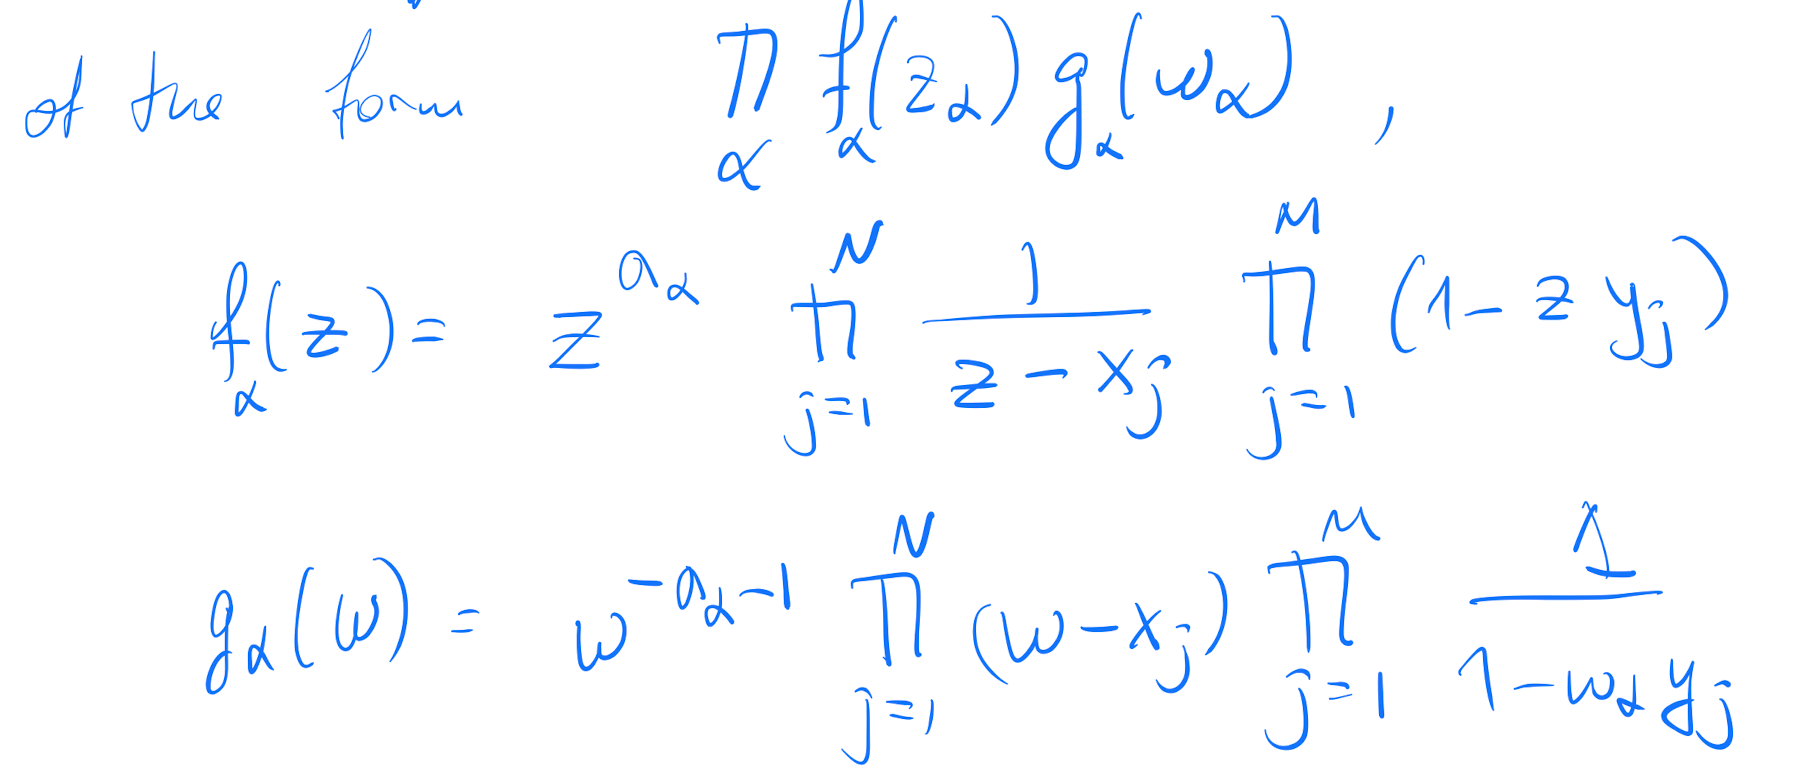 of the form $\prod_{\alpha} f_{\alpha}(z_{\alpha}) g_{\alpha}(w_{\alpha})$ ,
$f_{\alpha}(z) = z^{a_{\alpha}} \prod_{j=1}^{N} \frac{1}{z - x_j} \prod_{j=1}^{M} (1 - z y_j)$
$g_{\alpha}(w) = w^{-a_{\alpha}-1} \prod_{j=1}^{N} (w - x_j) \prod_{j=1}^{M} \frac{1}{1 - w_{\alpha} y_j}$